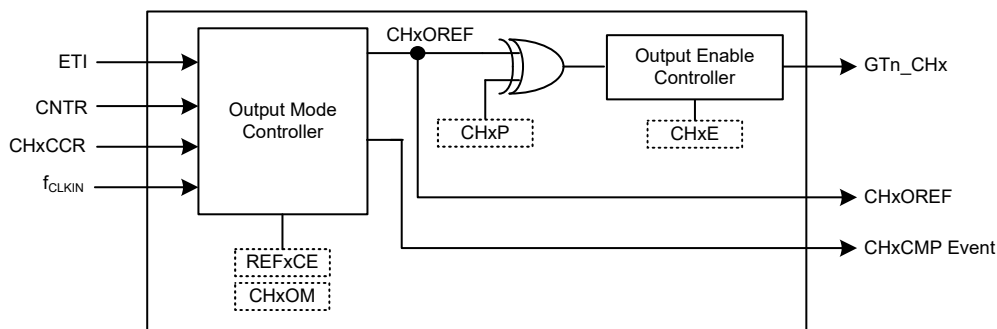 CHxOREF
ETI
CNTR
CHxCCR
fCLKIN
Output Mode
Controller
REFxCE
CHxOM
CHxP
Output Enable
Controller
CHxE
GTn_CHx
CHxOREF
CHxCMP Event